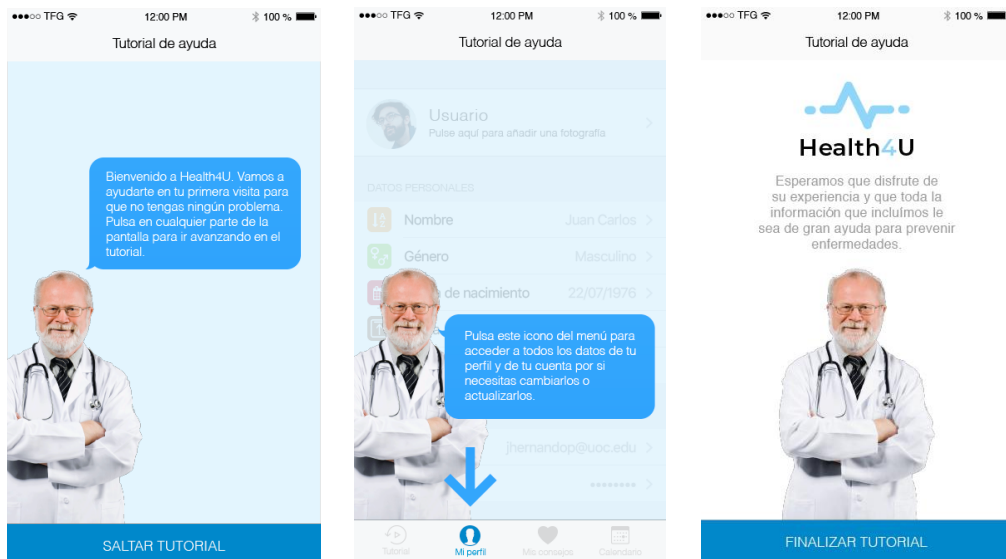 TFG 12:00 PM 100 %
Tutorial de ayuda
Bienvenido a Health4U. Vamos a
ayudarte en tu primera visita para
que no tengas ningún problema.
Pulsa en cualquier parte de la
pantalla para ir avanzando en el
tutorial.
SALTAR TUTORIAL
TFG 12:00 PM 100 %
Tutorial de ayuda
Usuario
Pulse aquí para añadir una fotografía
DATOS PERSONALES
Nombre Juan Carlos
Género Masculino
de nacimiento 22/07/1976
Pulsa este icono del menú para
acceder a todos los datos de tu
perfil y de tu cuenta por si
necesitas cambiarlos o
actualizarlos.
jhernandop@uoc.edu
••••••••
Tutorial Mi perfil Mis consejos Calendario
TFG 12:00 PM 100 %
Tutorial de ayuda
Health4U
Esperamos que disfrute de
su experiencia y que toda la
información que incluímos le
sea de gran ayuda para prevenir
enfermedades.
FINALIZAR TUTORIAL